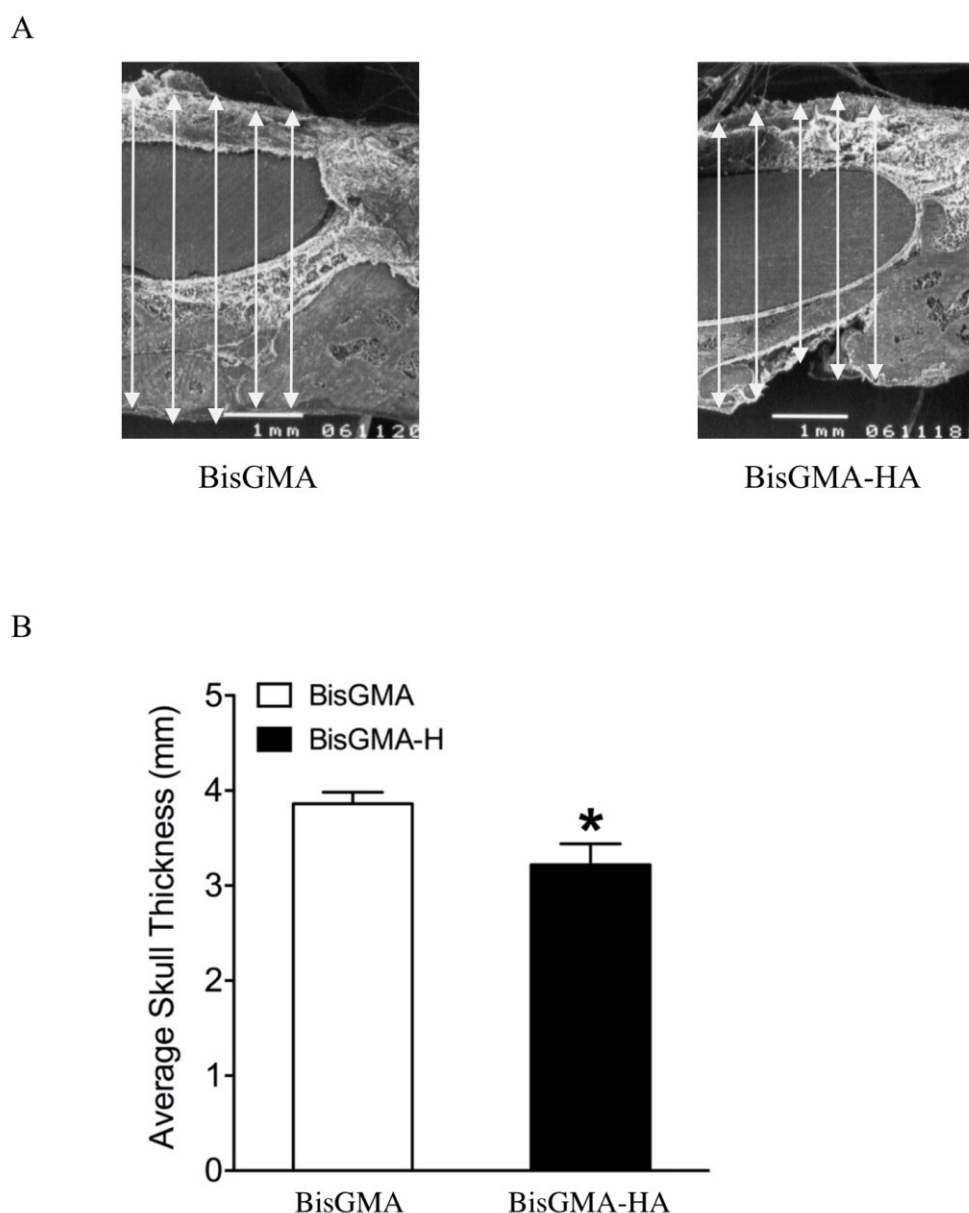 A
1mm 061120
1mm 061118
BisGMA
BisGMA-HA
B
Average Skull Thickness (mm)
5
4
3
2
1
0
BisGMA
BisGMA-H
*
BisGMA
BisGMA-HA